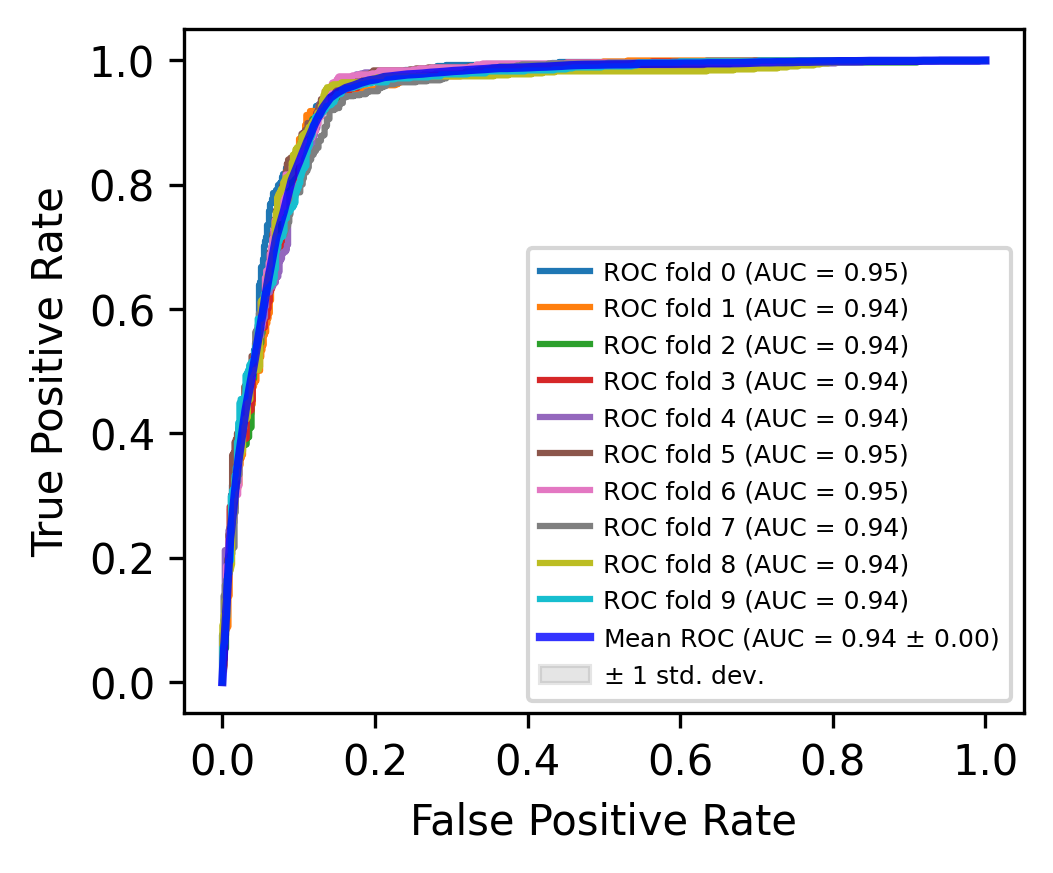 1.0
0.8
0.6
0.4
0.2
0.0
True Positive Rate
ROC fold 0 (AUC = 0.95)
ROC fold 1 (AUC = 0.94)
ROC fold 2 (AUC = 0.94)
ROC fold 3 (AUC = 0.94)
ROC fold 4 (AUC = 0.94)
ROC fold 5 (AUC = 0.95)
ROC fold 6 (AUC = 0.95)
ROC fold 7 (AUC = 0.94)
ROC fold 8 (AUC = 0.94)
ROC fold 9 (AUC = 0.94)
Mean ROC (AUC = 0.94 ± 0.00)
± 1 std. dev.
0.0 0.2 0.4 0.6 0.8 1.0
False Positive Rate